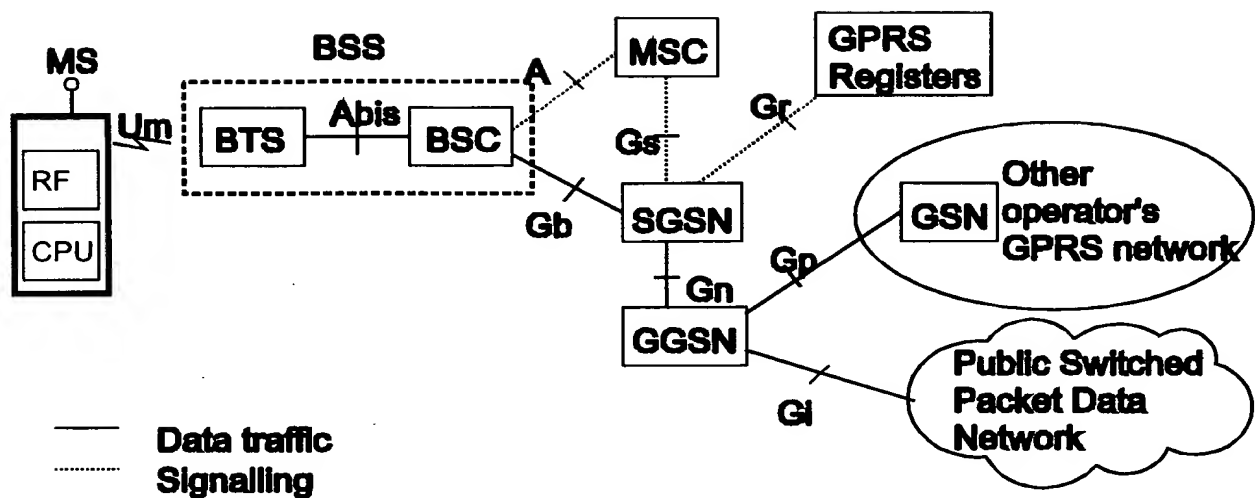 MS
Um
RF
CPU
BSS
BTS
Abis
BSC
A
MSC
GPRS
Registers
Gs
Gr
Gb
SGSN
Gn
GGSN
Gp
GSN
Other
operator's
GPRS network
Gi
Public Switched
Packet Data
Network
Data traffic
Signalling